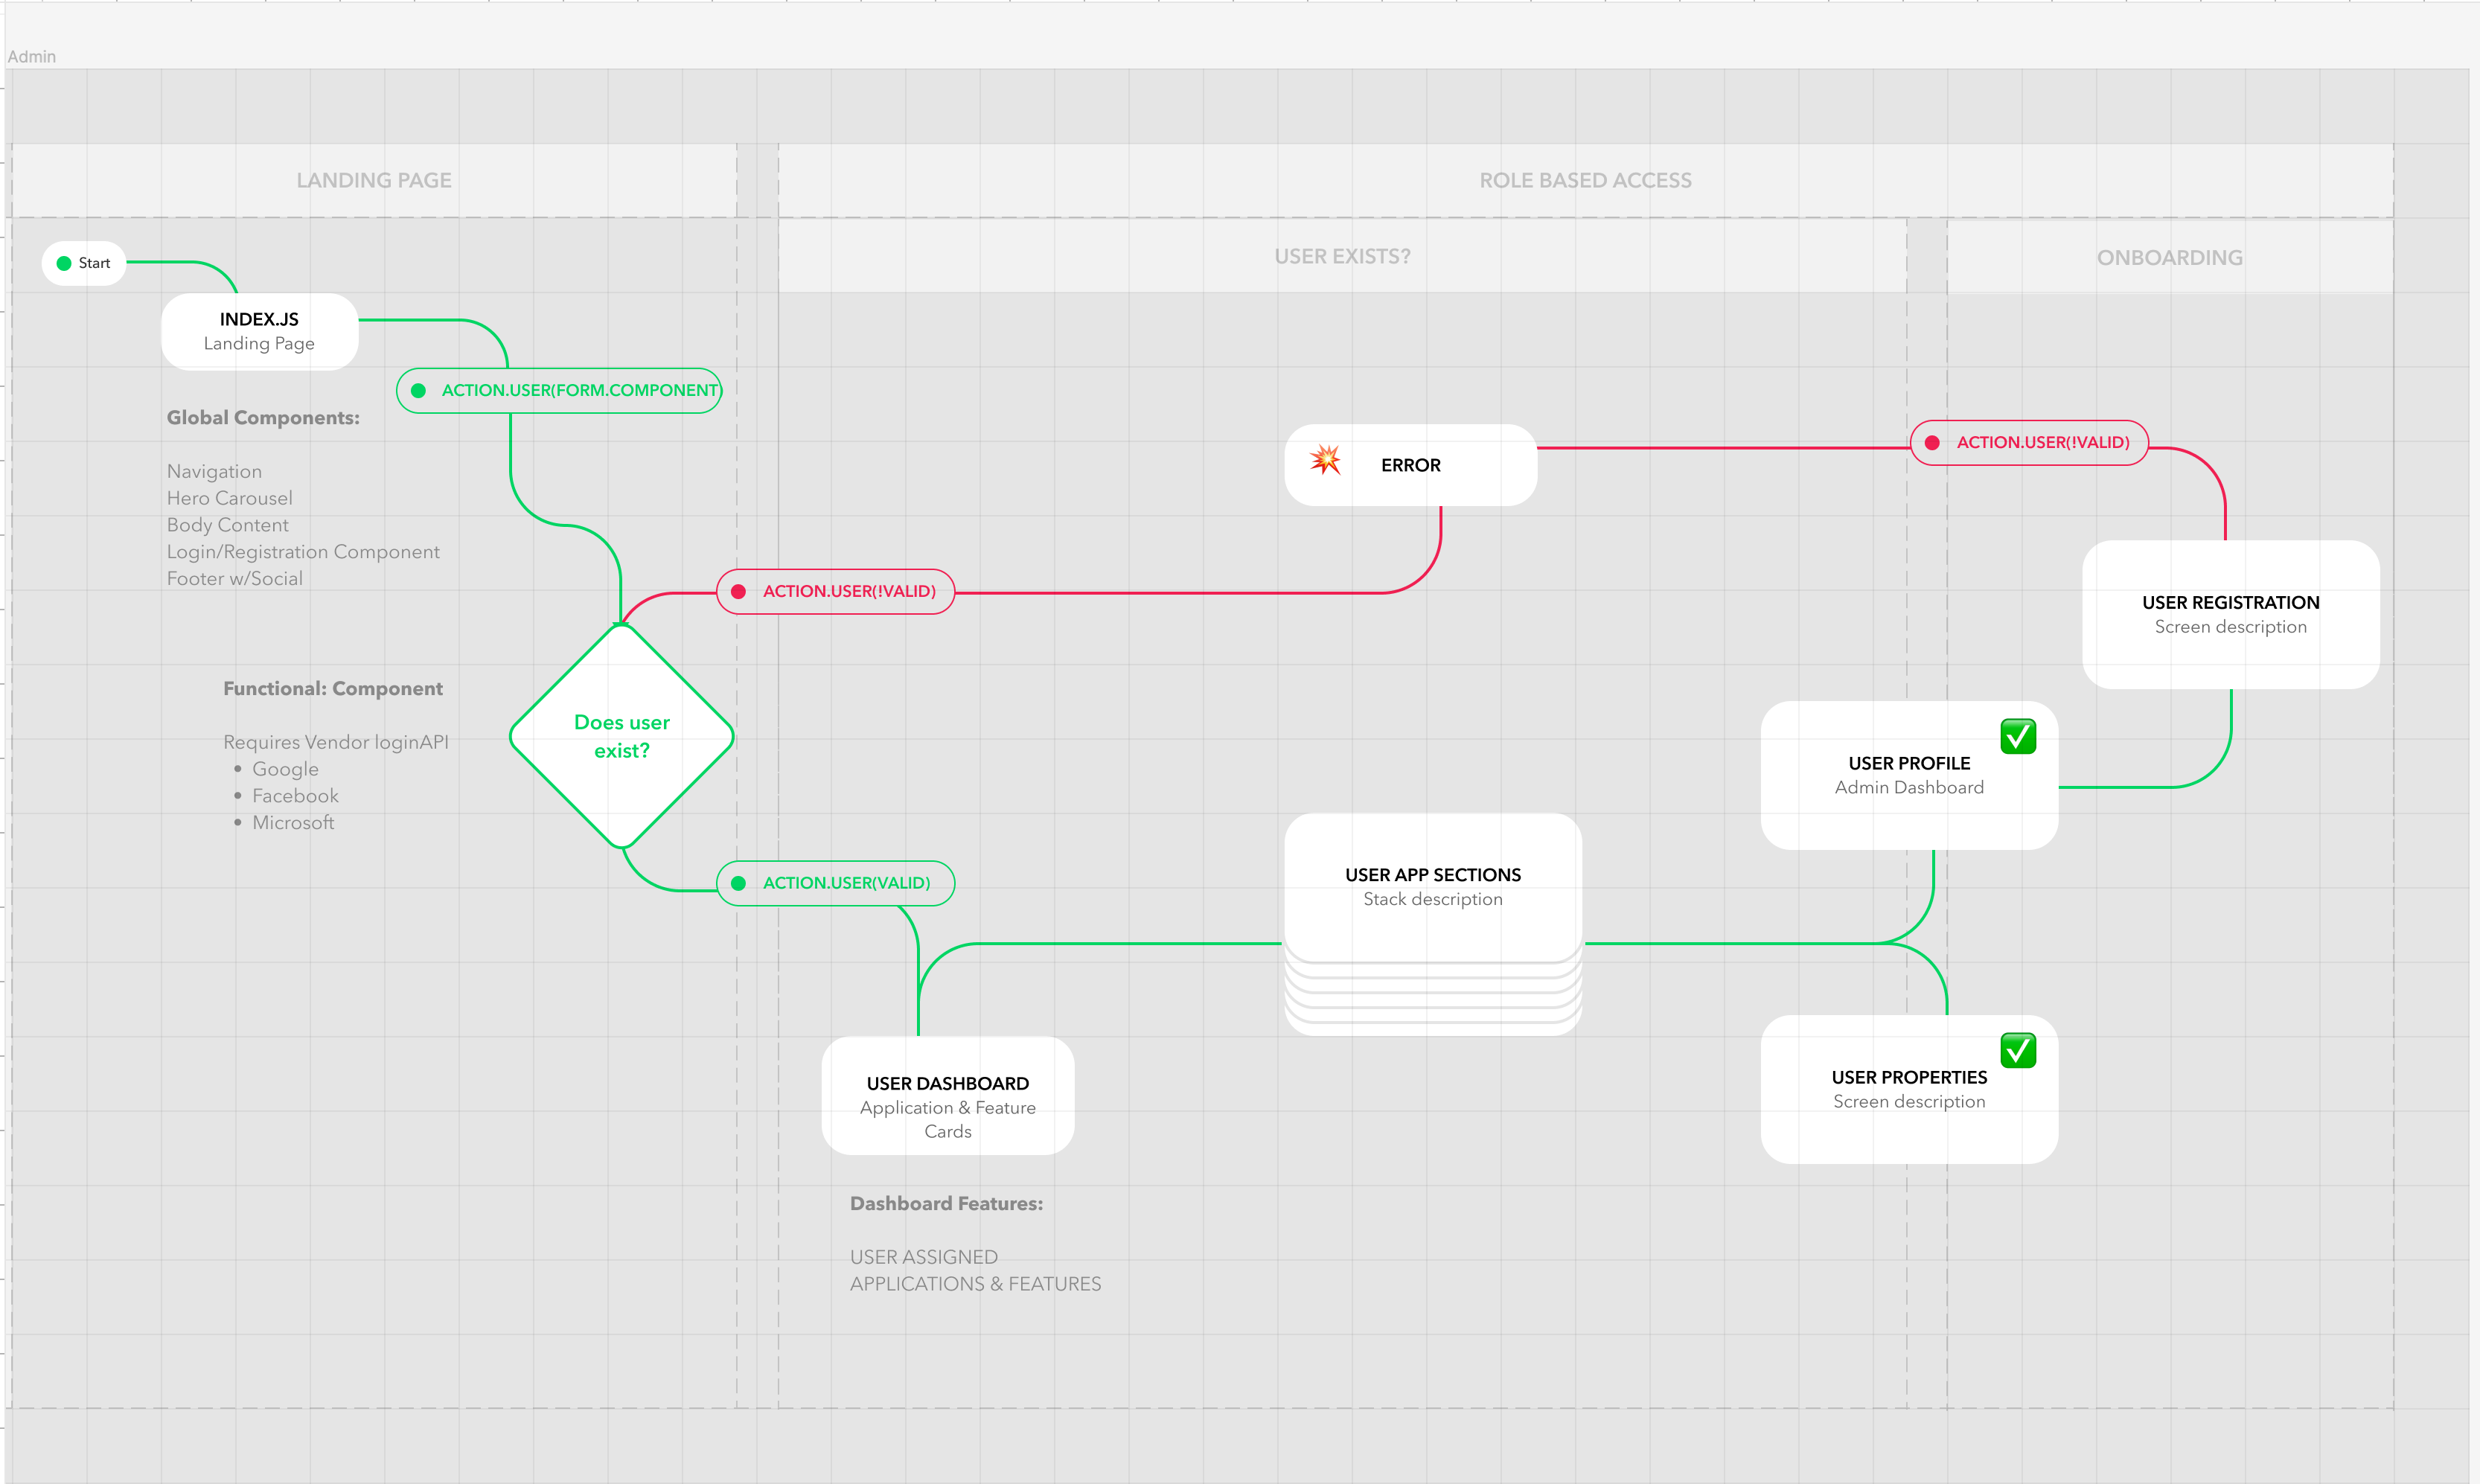 Admin
LANDING PAGE
ROLE BASED ACCESS
USER EXISTS?
ONBOARDING
Start
INDEX.JS
Landing Page
ACTION.USER(FORM.COMPONENT)
Global Components:
Navigation
Hero Carousel
Body Content
Login/Registration Component
Footer w/Social
ERROR
ACTION.USER(!VALID)
ACTION.USER(!VALID)
USER REGISTRATION
Screen description
Functional: Component
Requires Vendor loginAPI
• Google
• Facebook
• Microsoft
Does user
exist?
USER PROFILE
Admin Dashboard
ACTION.USER(VALID)
USER APP SECTIONS
Stack description
USER DASHBOARD
Application & Feature
Cards
USER PROPERTIES
Screen description
Dashboard Features:
USER ASSIGNED
APPLICATIONS & FEATURES